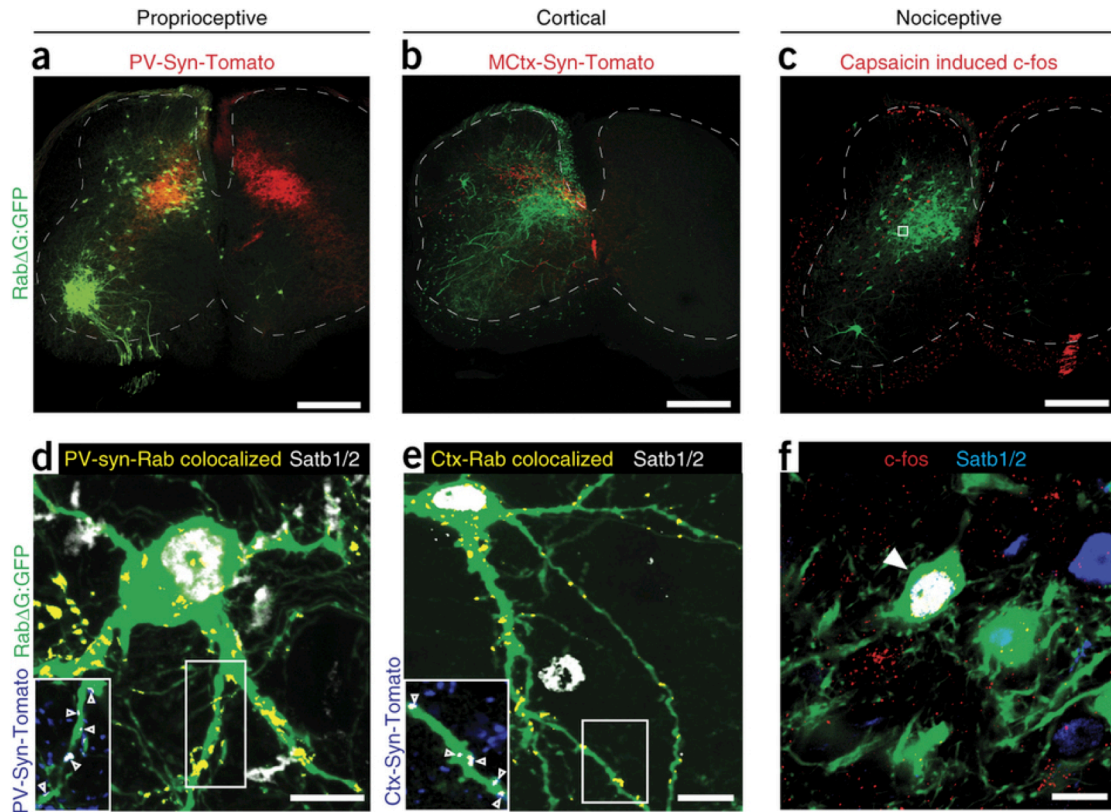 Proprioceptive
Cortical
Nociceptive
a
PV-Syn-Tomato
b
MCtx-Syn-Tomato
c
Capsaicin induced c-fos
RabΔG:GFP
d
PV-syn-Rab colocalized Satb1/2
e
Ctx-Rab colocalized Satb1/2
f
c-fos Satb1/2
RabΔG:GFP
PV-Syn-Tomato
Ctx-Syn-Tomato